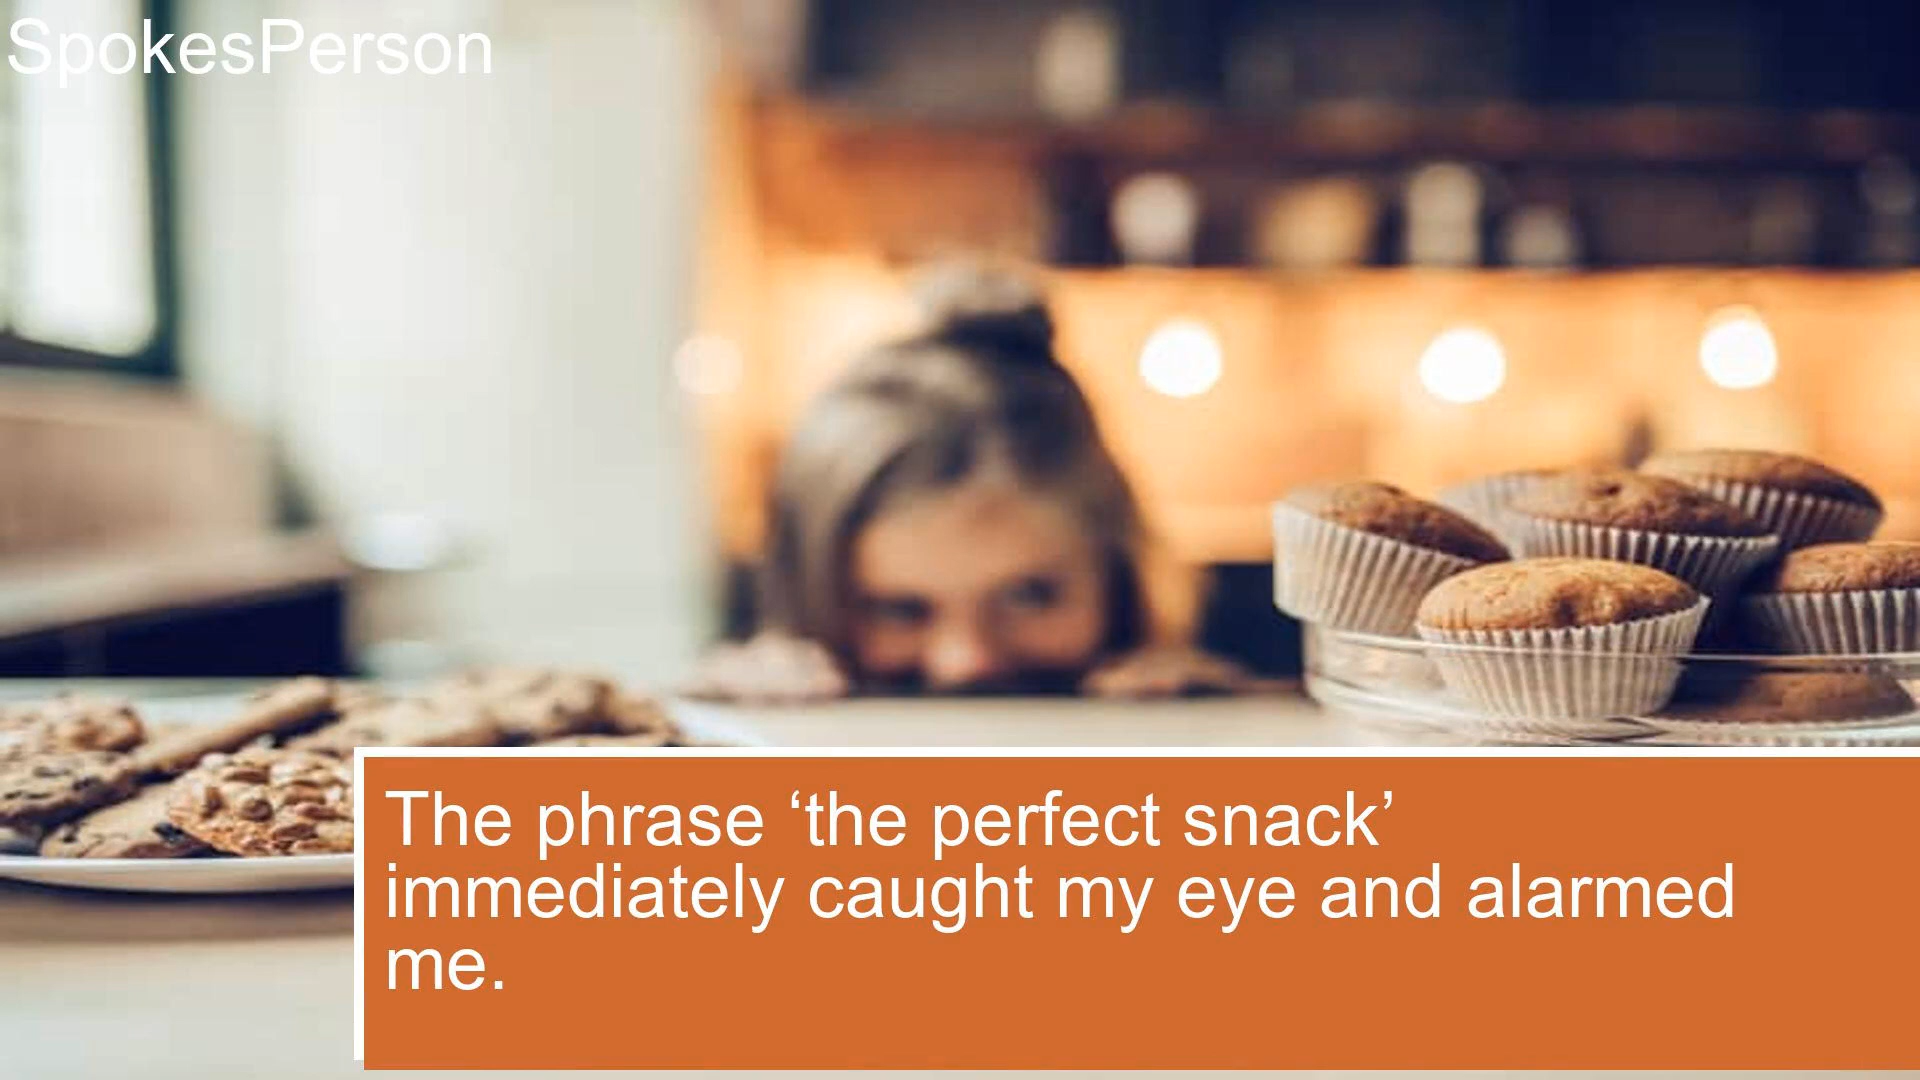 SpokesPerson
The phrase ‘the perfect snack’
immediately caught my eye and alarmed
me.